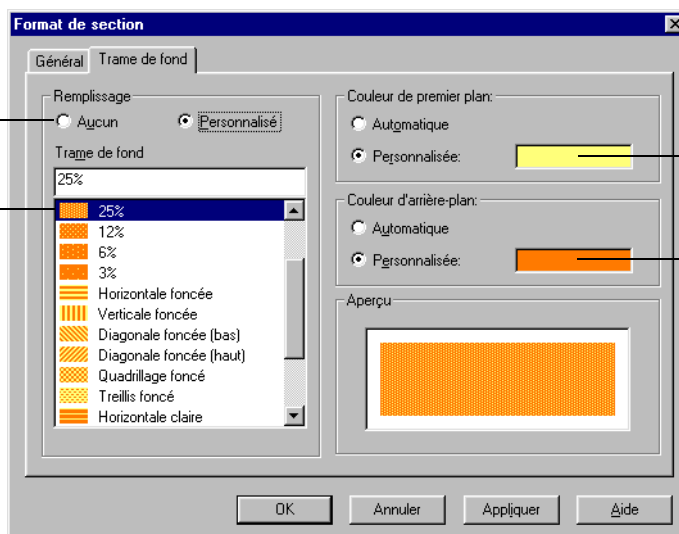 Format de section
Général
Trame de fond
Remplissage
Aucun
Personnalisé
Trame de fond
25%
25%
12%
6%
3%
Horizontale foncée
Verticale foncée
Diagonale foncée (bas)
Diagonale foncée (haut)
Quadrillage foncé
Treillis foncé
Horizontale claire
Couleur de premier plan:
Automatique
Personnalisée:
Couleur d'arrière-plan:
Automatique
Personnalisée:
Aperçu
OK
Annuler
Appliquer
Aide